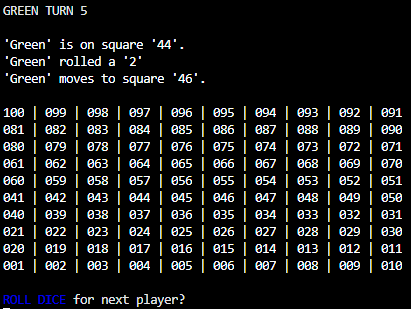 GREEN TURN 5
'Green' is on square '44'.
'Green' rolled a '2'
'Green' moves to square '46'.
100 | 099 | 098 | 097 | 096 | 095 | 094 | 093 | 092 | 091
081 | 082 | 083 | 084 | 085 | 086 | 087 | 088 | 089 | 090
080 | 079 | 078 | 077 | 076 | 075 | 074 | 073 | 072 | 071
061 | 062 | 063 | 064 | 065 | 066 | 067 | 068 | 069 | 070
060 | 059 | 058 | 057 | 056 | 055 | 054 | 053 | 052 | 051
041 | 042 | 043 | 044 | 045 | 046 | 047 | 048 | 049 | 050
040 | 039 | 038 | 037 | 036 | 035 | 034 | 033 | 032 | 031
021 | 022 | 023 | 024 | 025 | 026 | 027 | 028 | 029 | 030
020 | 019 | 018 | 017 | 016 | 015 | 014 | 013 | 012 | 011
001 | 002 | 003 | 004 | 005 | 006 | 007 | 008 | 009 | 010
ROLL DICE for next player?